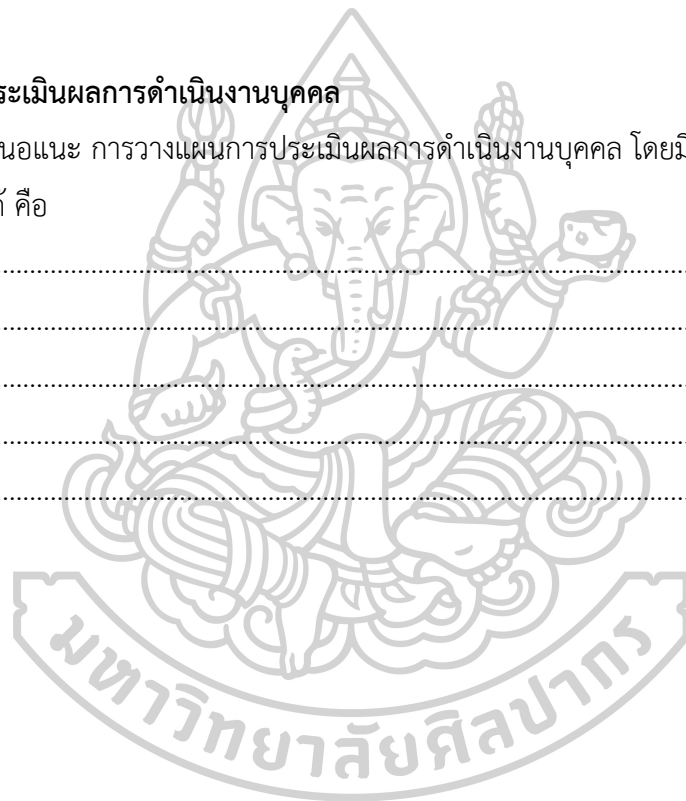 ระเมินผลการดำเนินงานบุคคล
นอแนะ การวางแผนการประเมินผลการดำเนินงานบุคคล โดยมี
คือ
มหาวิทยาลัยศิลปากร